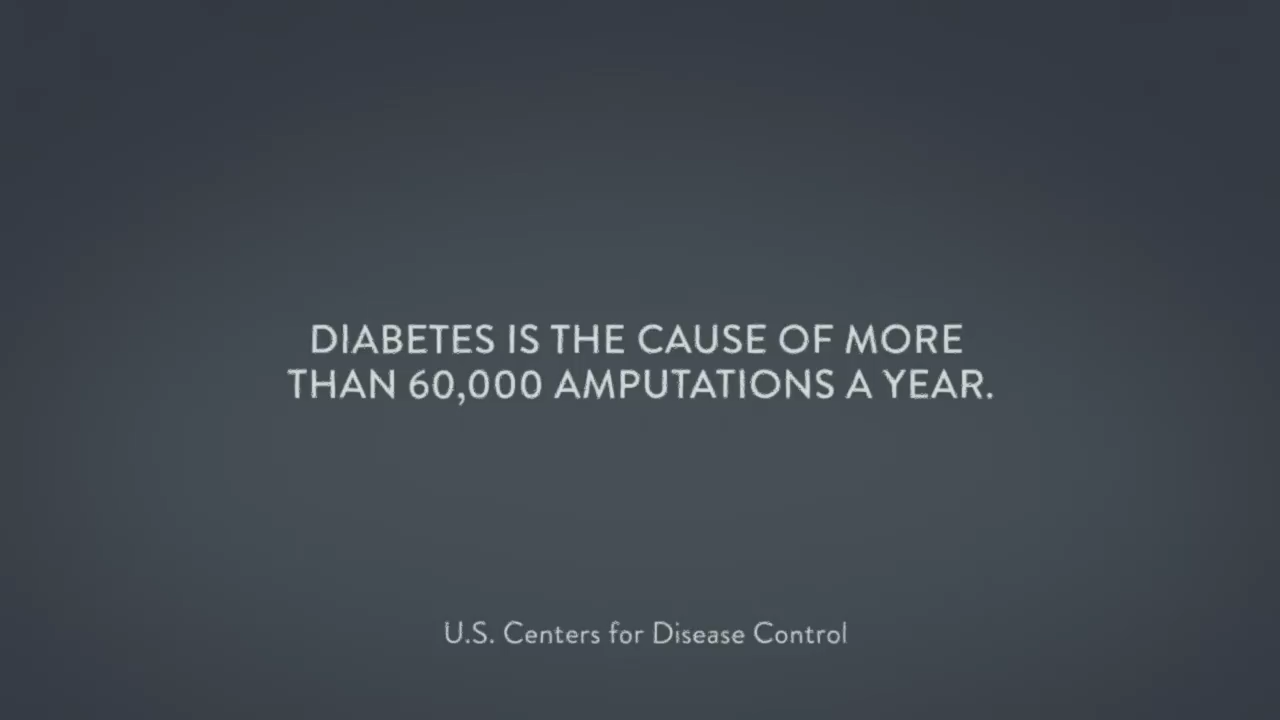 DIABETES IS THE CAUSE OF MORE
THAN 60,000 AMPUTATIONS A YEAR.
U.S. Centers for Disease Control